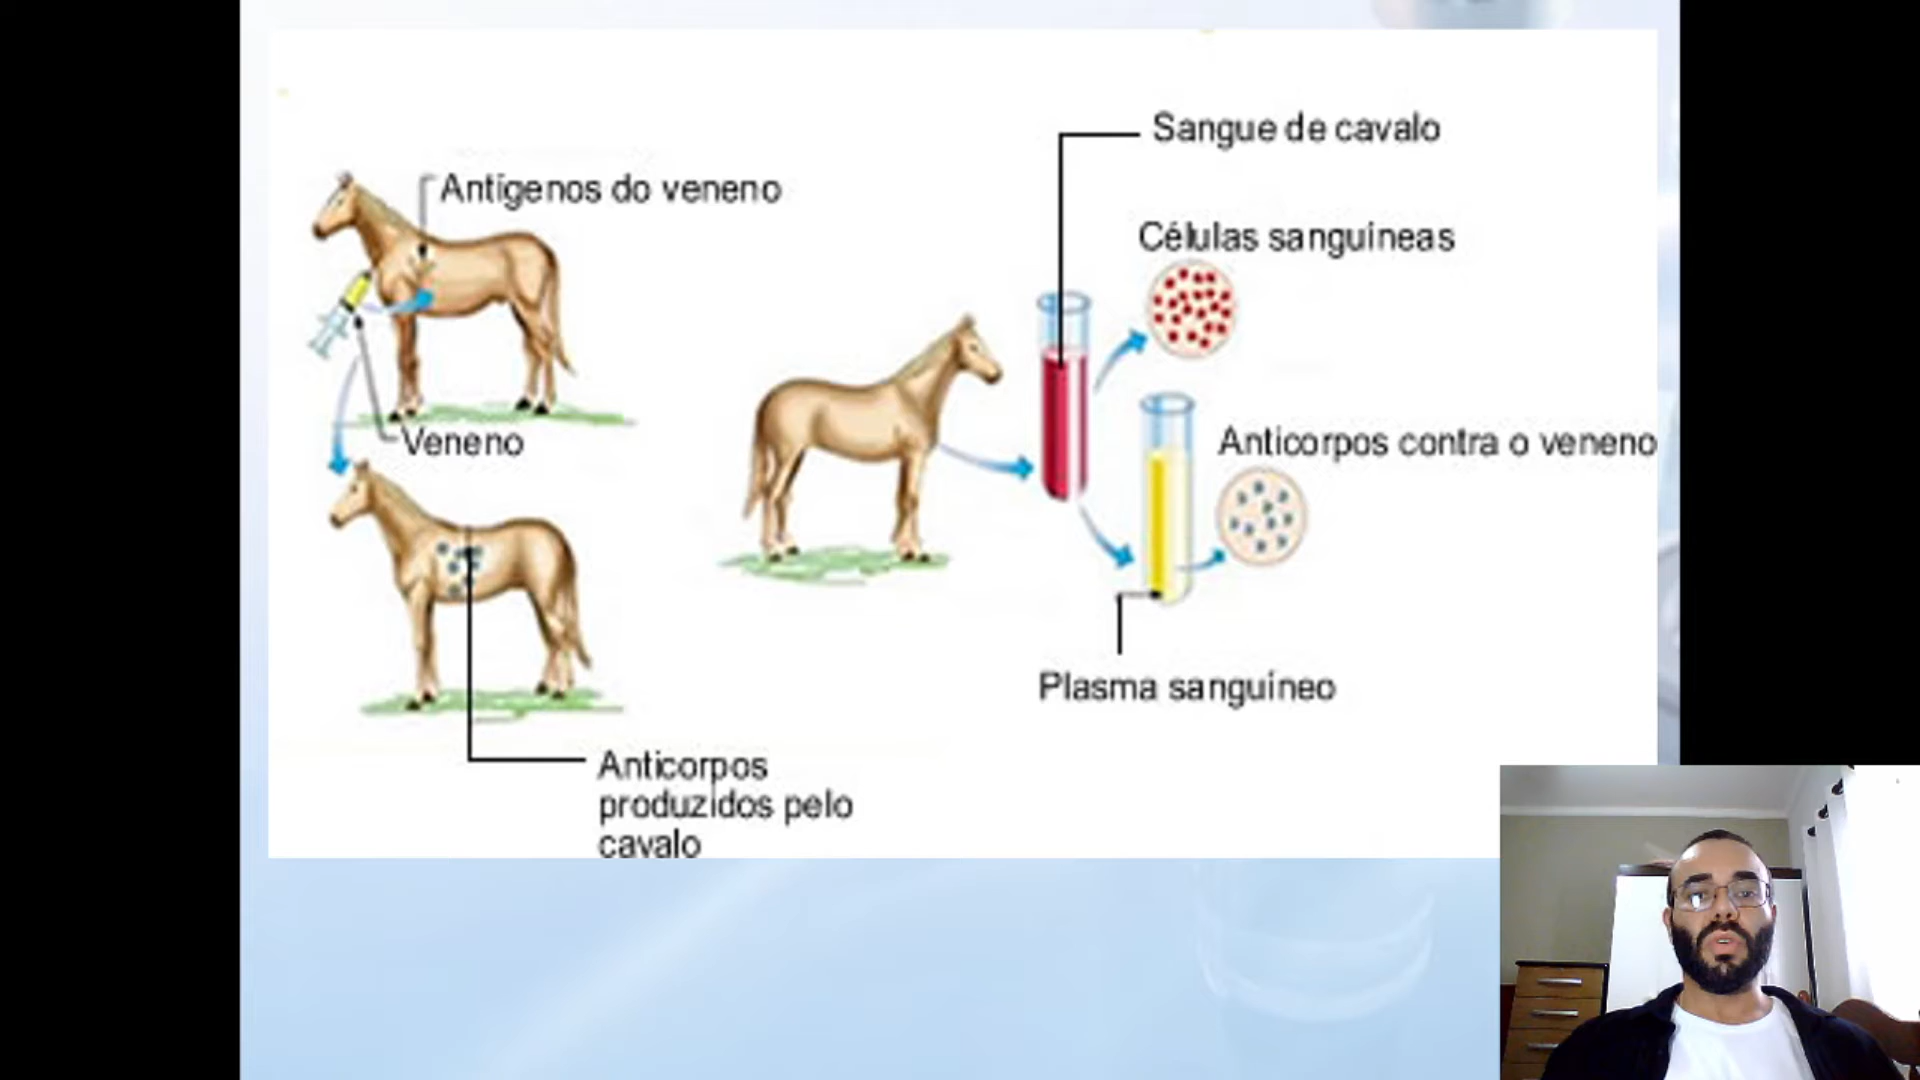 Antígenos do veneno
Veneno
Anticorpos
produzidos pelo
cavalo
Sangue de cavalo
Células sanguíneas
Anticorpos contra o veneno
Plasma sanguíneo